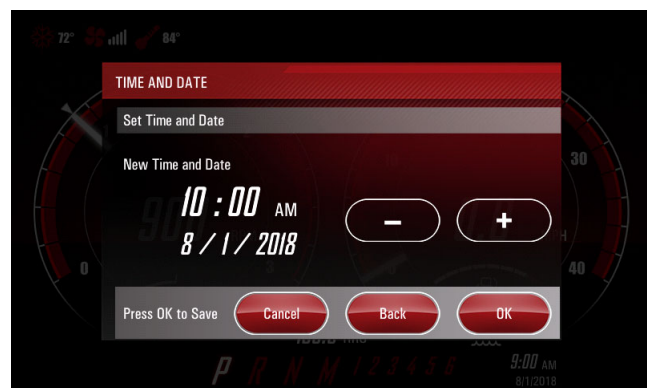 72° 84°
TIME AND DATE
Set Time and Date
New Time and Date
10 : 00 AM
8 / 1 / 2018
− +
30
0 40
Press OK to Save Cancel Back OK
HRS
P R N M 1 2 3 4 5 6
9:00 AM
8/1/2018